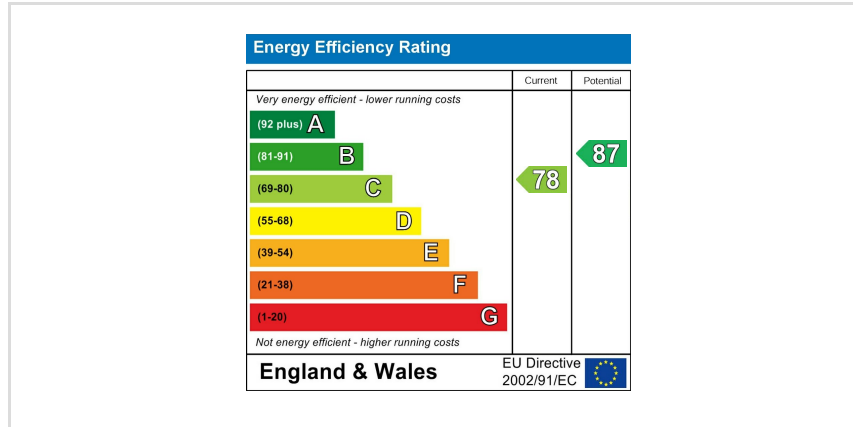 Energy Efficiency Rating
Current Potential
Very energy efficient - lower running costs
(92 plus) A
(81-91) B
87
(69-80) C
78
(55-68) D
(39-54) E
(21-38) F
(1-20) G
Not energy efficient - higher running costs
England & Wales
EU Directive
2002/91/EC